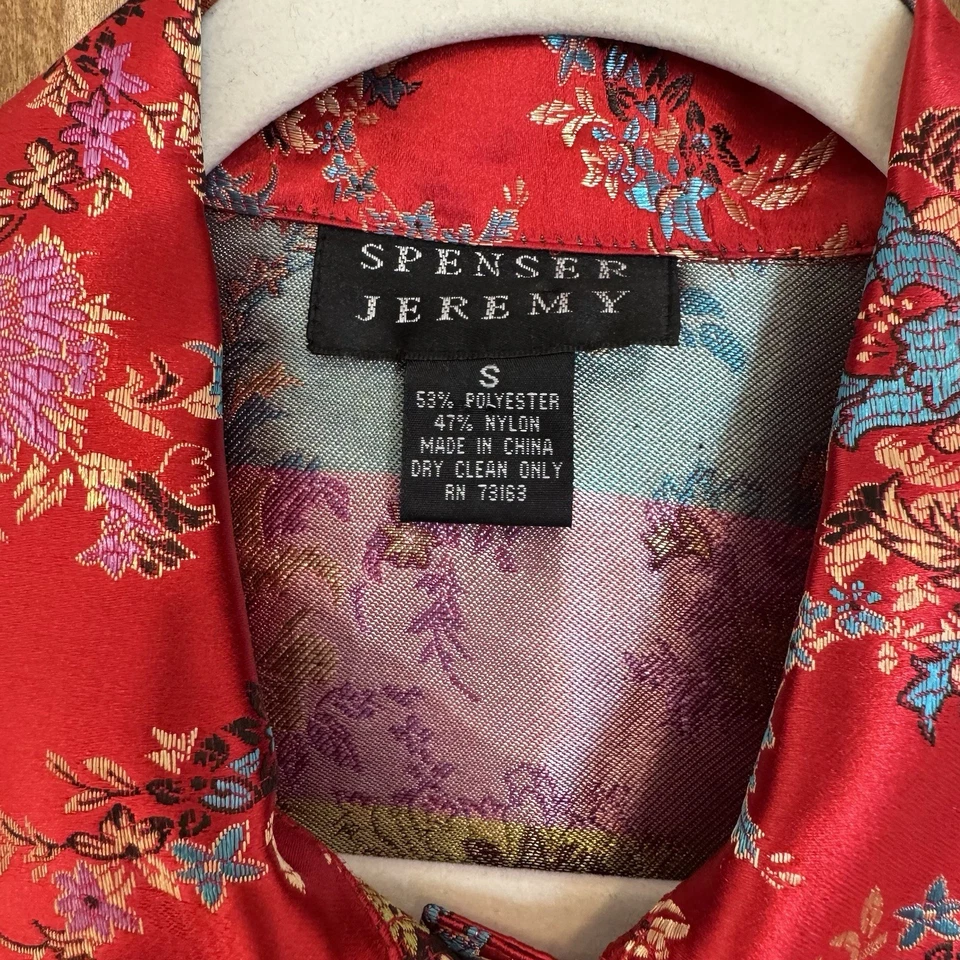 SPENSER
JEREMY
S
53% POLYESTER
47% NYLON
MADE IN CHINA
DRY CLEAN ONLY
RN 73163